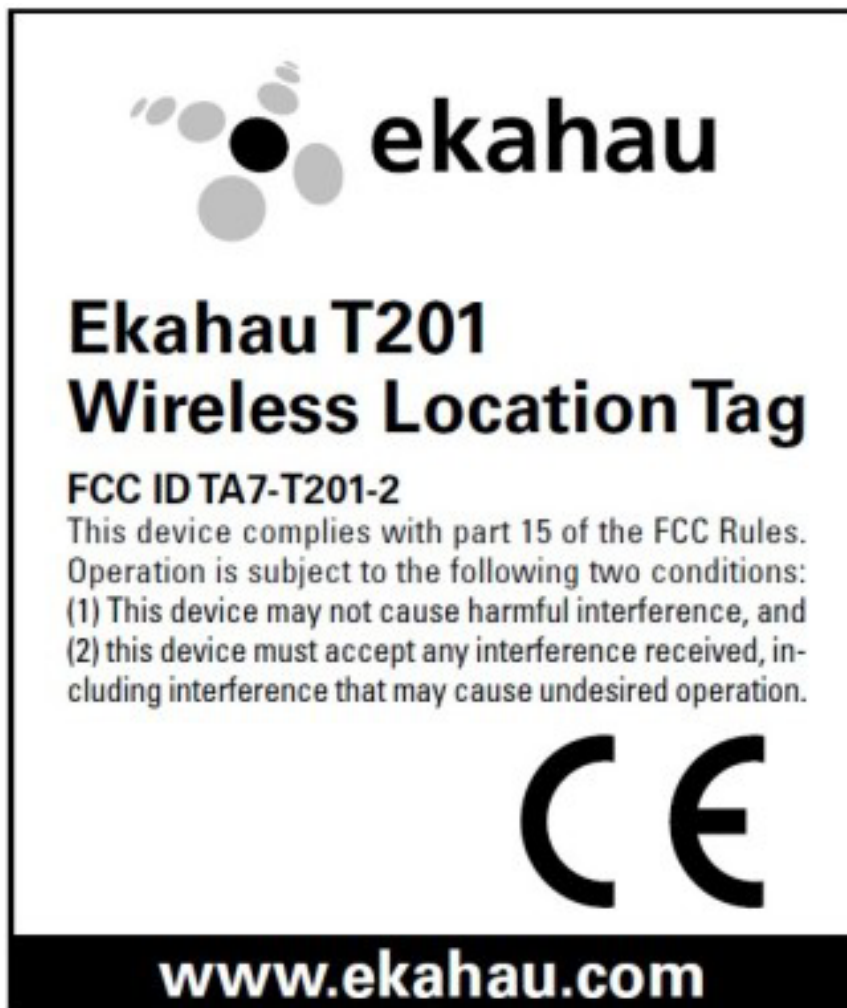 ekahau
Ekahau T201
Wireless Location Tag
FCC ID TA7-T201-2
This device complies with part 15 of the FCC Rules.
Operation is subject to the following two conditions:
(1) This device may not cause harmful interference, and
(2) this device must accept any interference received, in-
cluding interference that may cause undesired operation.
CE
www.ekahau.com